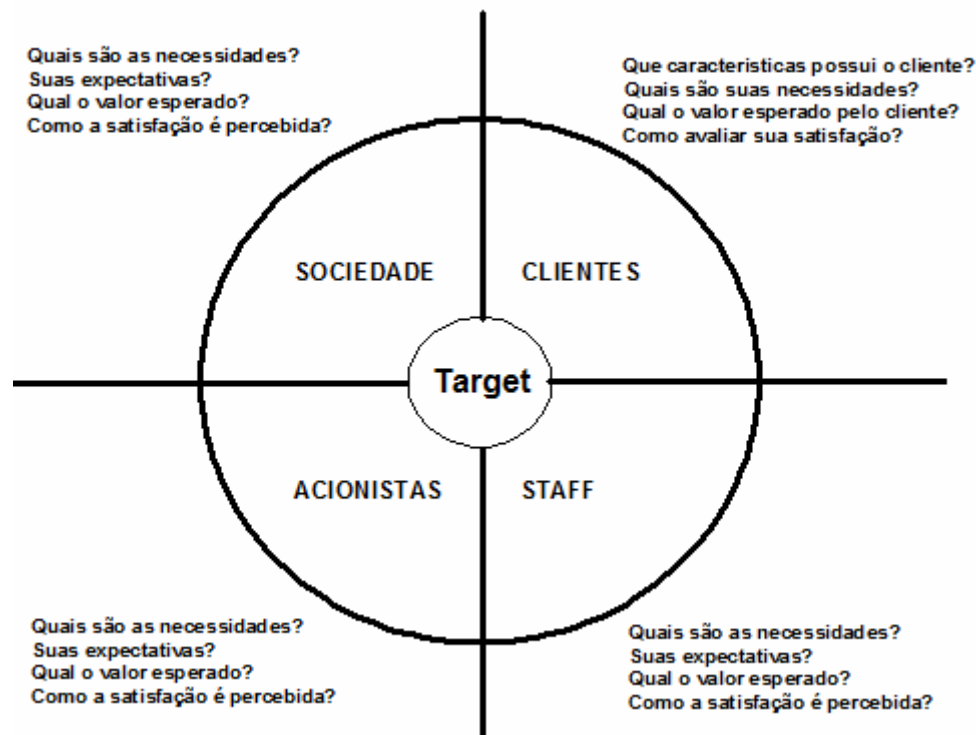 Quais são as necessidades?
Suas expectativas?
Qual o valor esperado?
Como a satisfação é percebida?
Que caracteristicas possui o cliente?
Quais são suas necessidades?
Qual o valor esperado pelo cliente?
Como avaliar sua satisfação?
SOCIEDADE
CLIENTES
Target
ACIONISTAS
STAFF
Quais são as necessidades?
Suas expectativas?
Qual o valor esperado?
Como a satisfação é percebida?
Quais são as necessidades?
Suas expectativas?
Qual o valor esperado?
Como a satisfação é percebida?